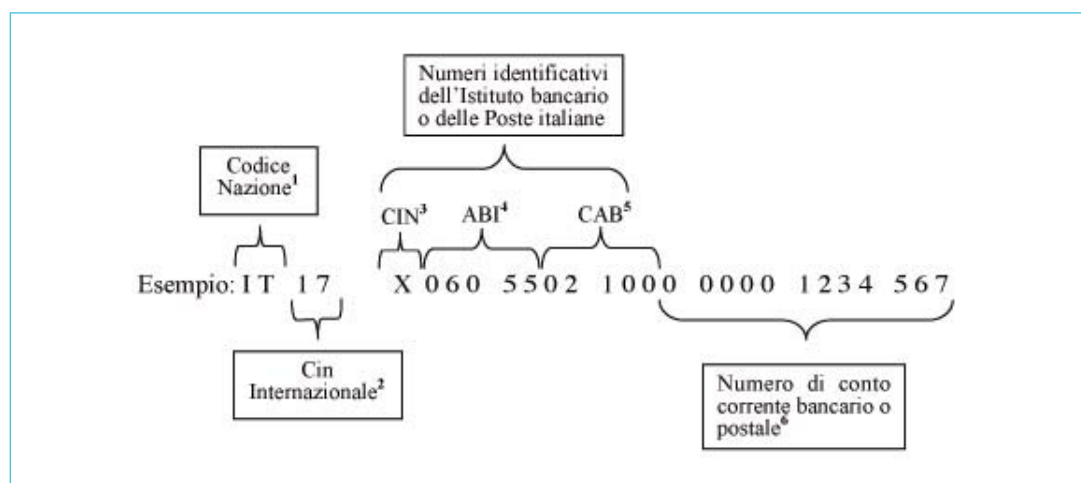 Numeri identificativi
dell'Istituto bancario
o delle Poste italiane
Codice
Nazione¹
CIN³ ABI⁴ CAB⁵
Esempio: I T 1 7 X 0 6 0 5 5 0 2 1 0 0 0 0 0 0 0 1 2 3 4 5 6 7
Cin
Internazionale²
Numero di conto
corrente bancario o
postale⁶